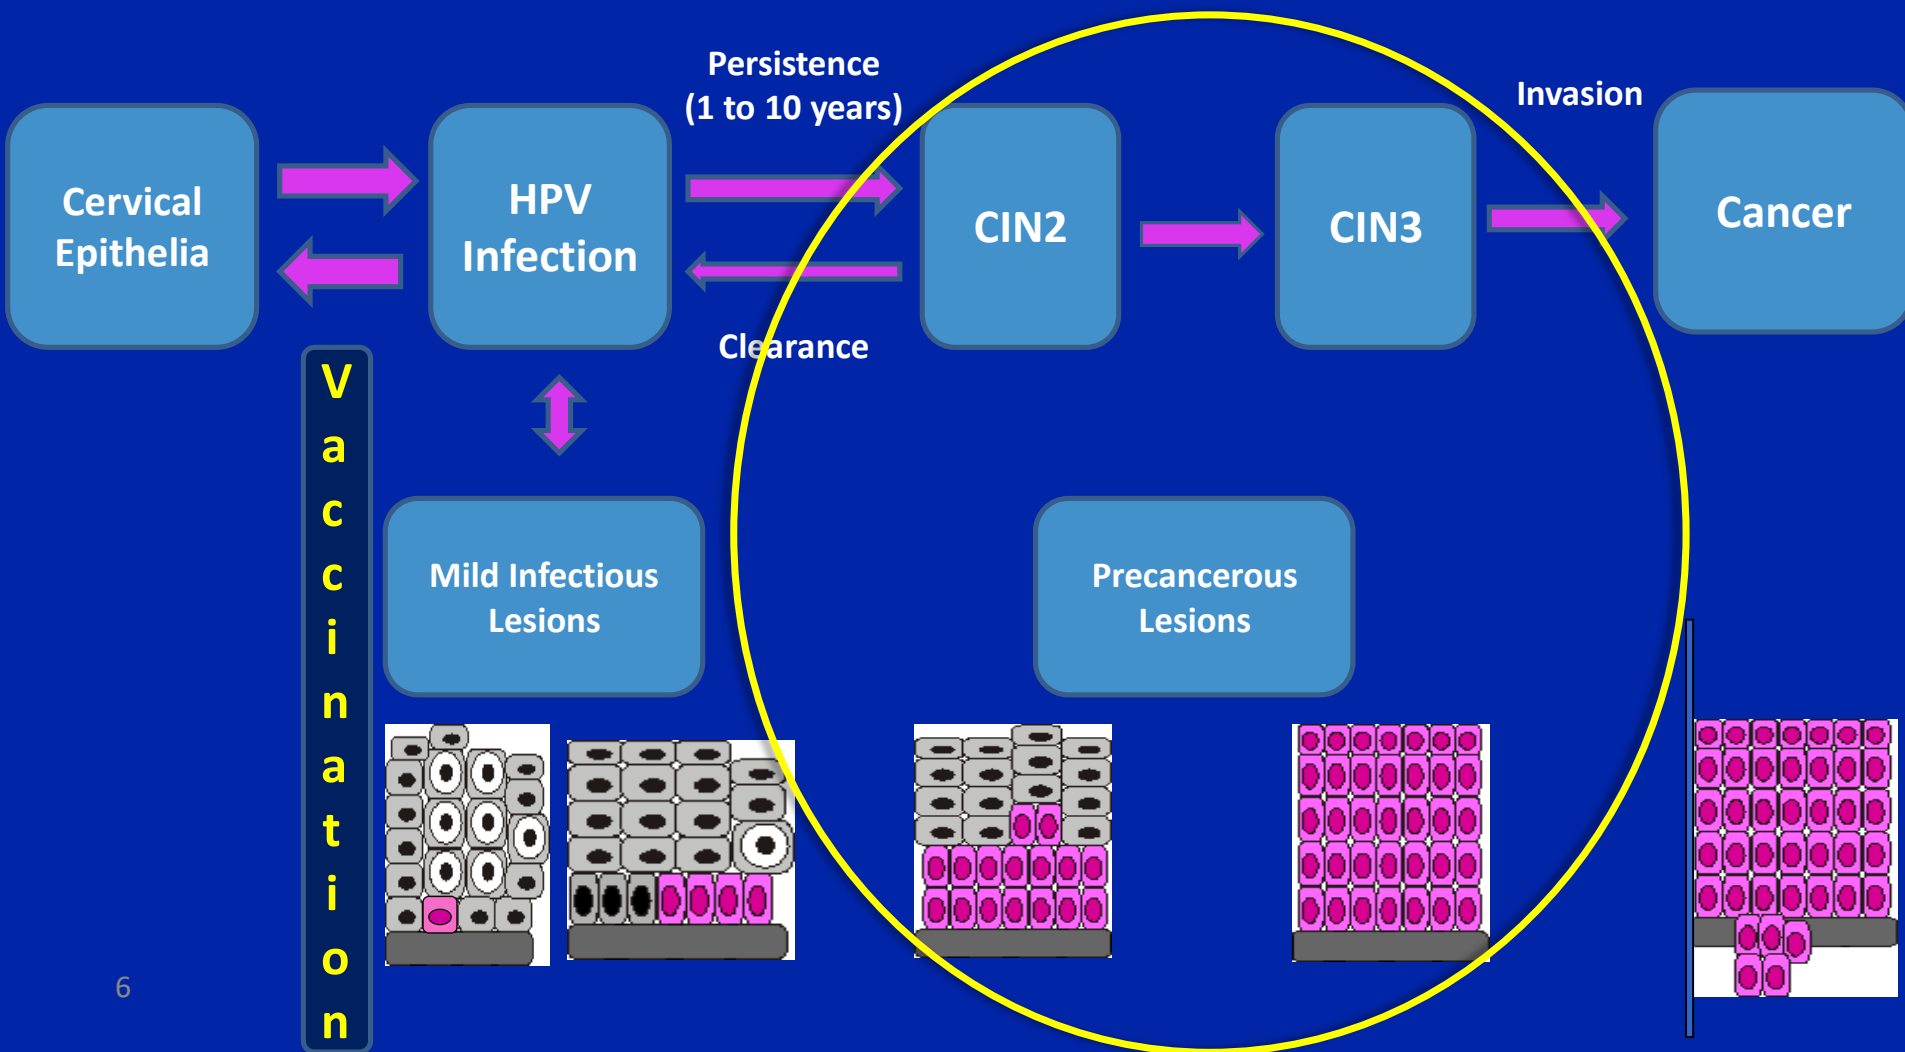 Persistence
(1 to 10 years)
Invasion
Cervical
Epithelia
HPV
Infection
CIN2
CIN3
Cancer
Clearance
Vaccination
Mild Infectious
Lesions
Precancerous
Lesions
6